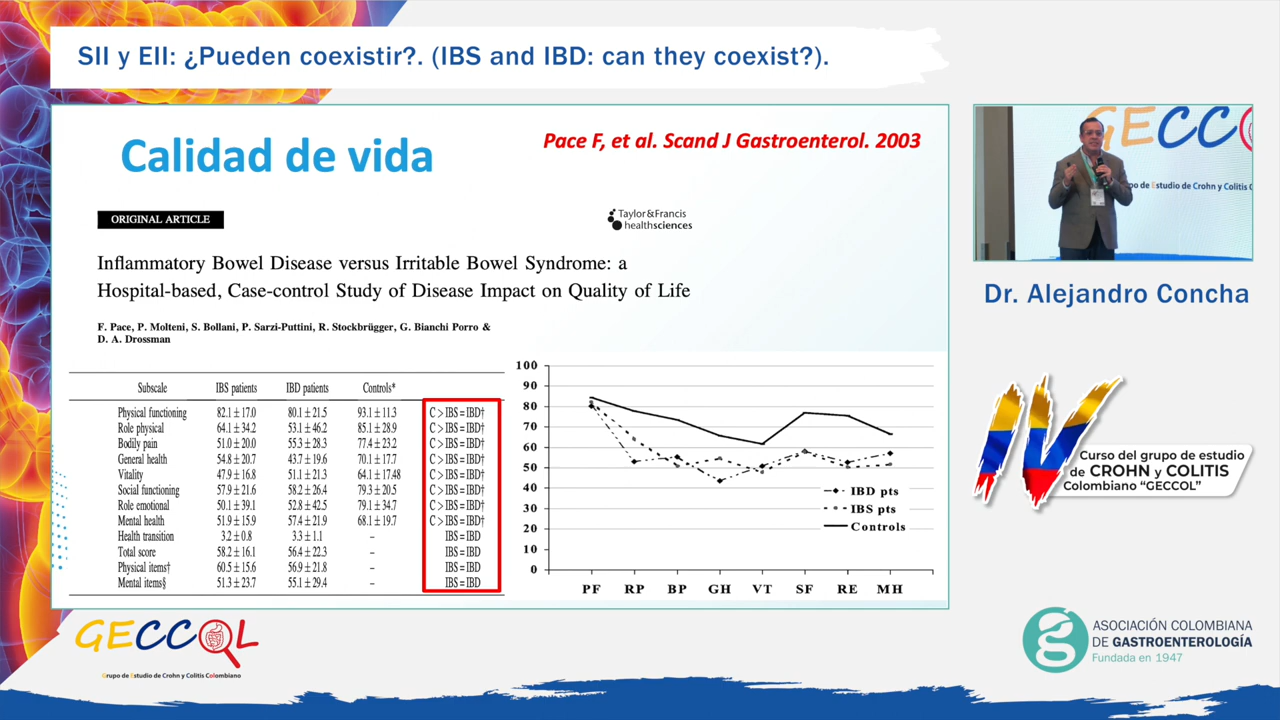 SII y EII: ¿Pueden coexistir?. (IBS and IBD: can they coexist?).
Calidad de vida
Pace F, et al. Scand J Gastroenterol. 2003
ORIGINAL ARTICLE
Taylor&Francis
healthsciences
Inflammatory Bowel Disease versus Irritable Bowel Syndrome: a
Hospital-based, Case-control Study of Disease Impact on Quality of Life
F. Pace, P. Molteni, S. Bollani, P. Sarzi-Puttini, R. Stockbrügger, G. Bianchi Porro &
D. A. Drossman
Subscale IBS patients IBD patients Controls*
Physical functioning 82.1 ± 17.0 80.1 ± 21.5 93.1 ± 11.3 C > IBS = IBD†
Role physical 64.1 ± 34.2 53.1 ± 46.2 85.1 ± 28.9 C > IBS = IBD†
Bodily pain 51.0 ± 20.0 55.3 ± 28.3 77.4 ± 23.2 C > IBS = IBD†
General health 54.8 ± 20.7 43.7 ± 19.6 70.1 ± 17.7 C > IBS = IBD†
Vitality 47.9 ± 16.8 51.1 ± 21.3 64.1 ± 17.48 C > IBS = IBD†
Social functioning 57.9 ± 21.6 58.2 ± 26.4 79.3 ± 20.5 C > IBS = IBD†
Role emotional 50.1 ± 39.1 52.8 ± 42.5 79.1 ± 34.7 C > IBS = IBD†
Mental health 51.9 ± 15.9 57.4 ± 21.9 68.1 ± 19.7 C > IBS = IBD†
Health transition 3.2 ± 0.8 3.3 ± 1.1 – IBS = IBD
Total score 58.2 ± 16.1 56.4 ± 22.3 – IBS = IBD
Physical items† 60.5 ± 15.6 56.9 ± 21.8 – IBS = IBD
Mental items§ 51.3 ± 23.7 55.1 ± 29.4 – IBS = IBD
100
90
80
70
60
50
40
30
20
10
0
IBD pts
IBS pts
Controls
PF RP BP GH VT SF RE MH
GECC
po de Estudio de Crohn y Colitis C
Dr. Alejandro Concha
IV
Curso del grupo de estudio
de CROHN y COLITIS
Colombiano “GECCOL”
GECCOL
Grupo de Estudio de Crohn y Colitis Colombiano
ASOCIACIÓN COLOMBIANA
DE GASTROENTEROLOGÍA
Fundada en 1947